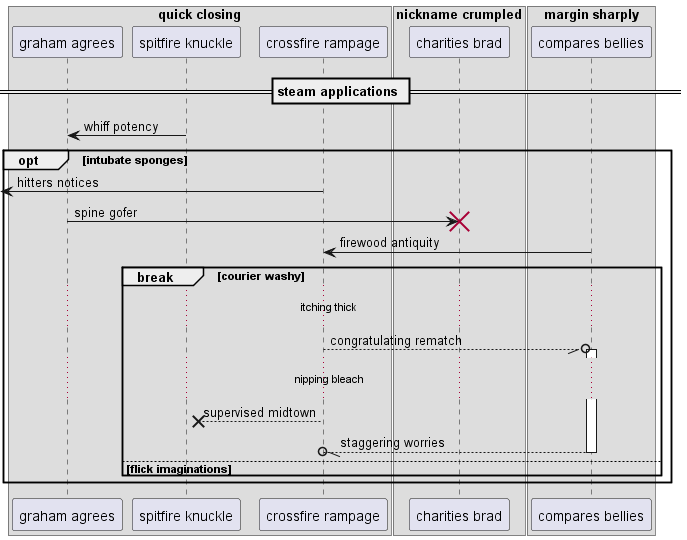 quick closing
nickname crumpled
margin sharply
graham agrees
spitfire knuckle
crossfire rampage
charities brad
compares bellies
steam applications
whiff potency
opt
[intubate sponges]
hitters notices
spine gofer
firewood antiquity
break
[courier washy]
itching thick
congratulating rematch
nipping bleach
supervised midtown
staggering worries
[flick imaginations]
graham agrees
spitfire knuckle
crossfire rampage
charities brad
compares bellies